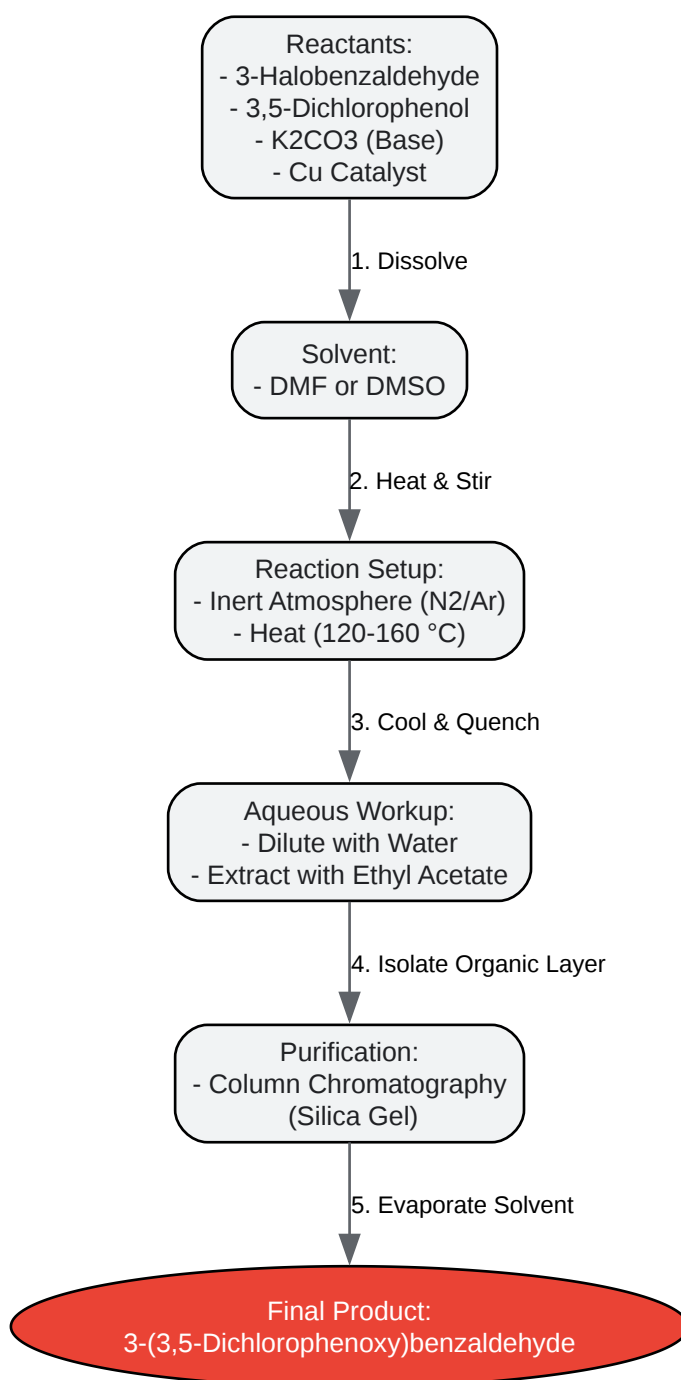 Reactants:
- 3-Halobenzaldehyde
- 3,5-Dichlorophenol
- K2CO3 (Base)
- Cu Catalyst
1. Dissolve
Solvent:
- DMF or DMSO
2. Heat & Stir
Reaction Setup:
- Inert Atmosphere (N2/Ar)
- Heat (120-160 °C)
3. Cool & Quench
Aqueous Workup:
- Dilute with Water
- Extract with Ethyl Acetate
4. Isolate Organic Layer
Purification:
- Column Chromatography
(Silica Gel)
5. Evaporate Solvent
Final Product:
3-(3,5-Dichlorophenoxy)benzaldehyde